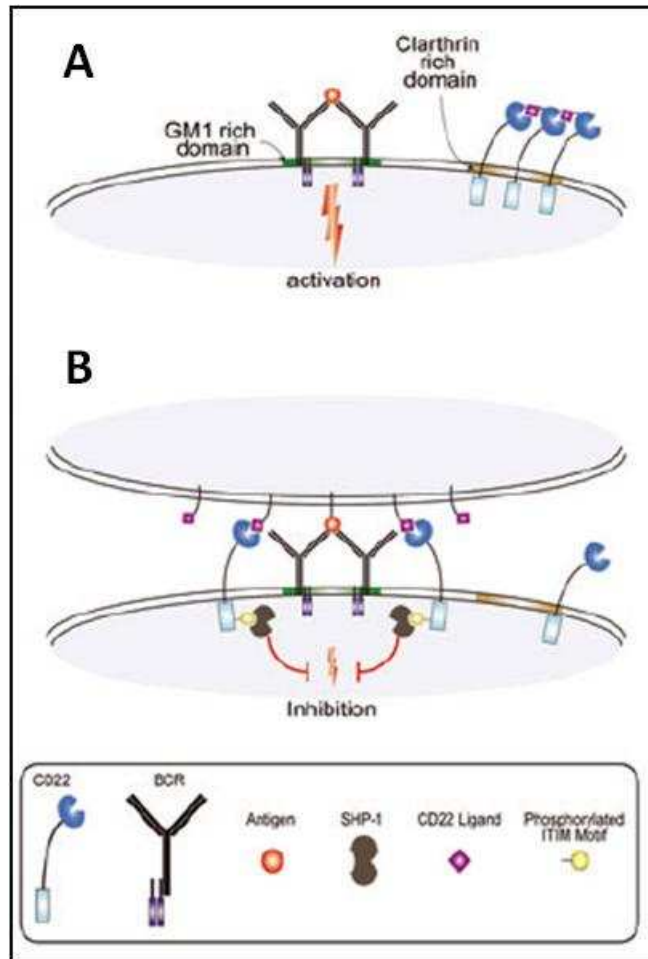 A
Clarthrin
rich
domain
GM1 rich
domain
activation
B
Inhibition
CD22
BCR
Antigen
SHP-1
CD22 Ligand
Phosphorylated
ITIM Motif